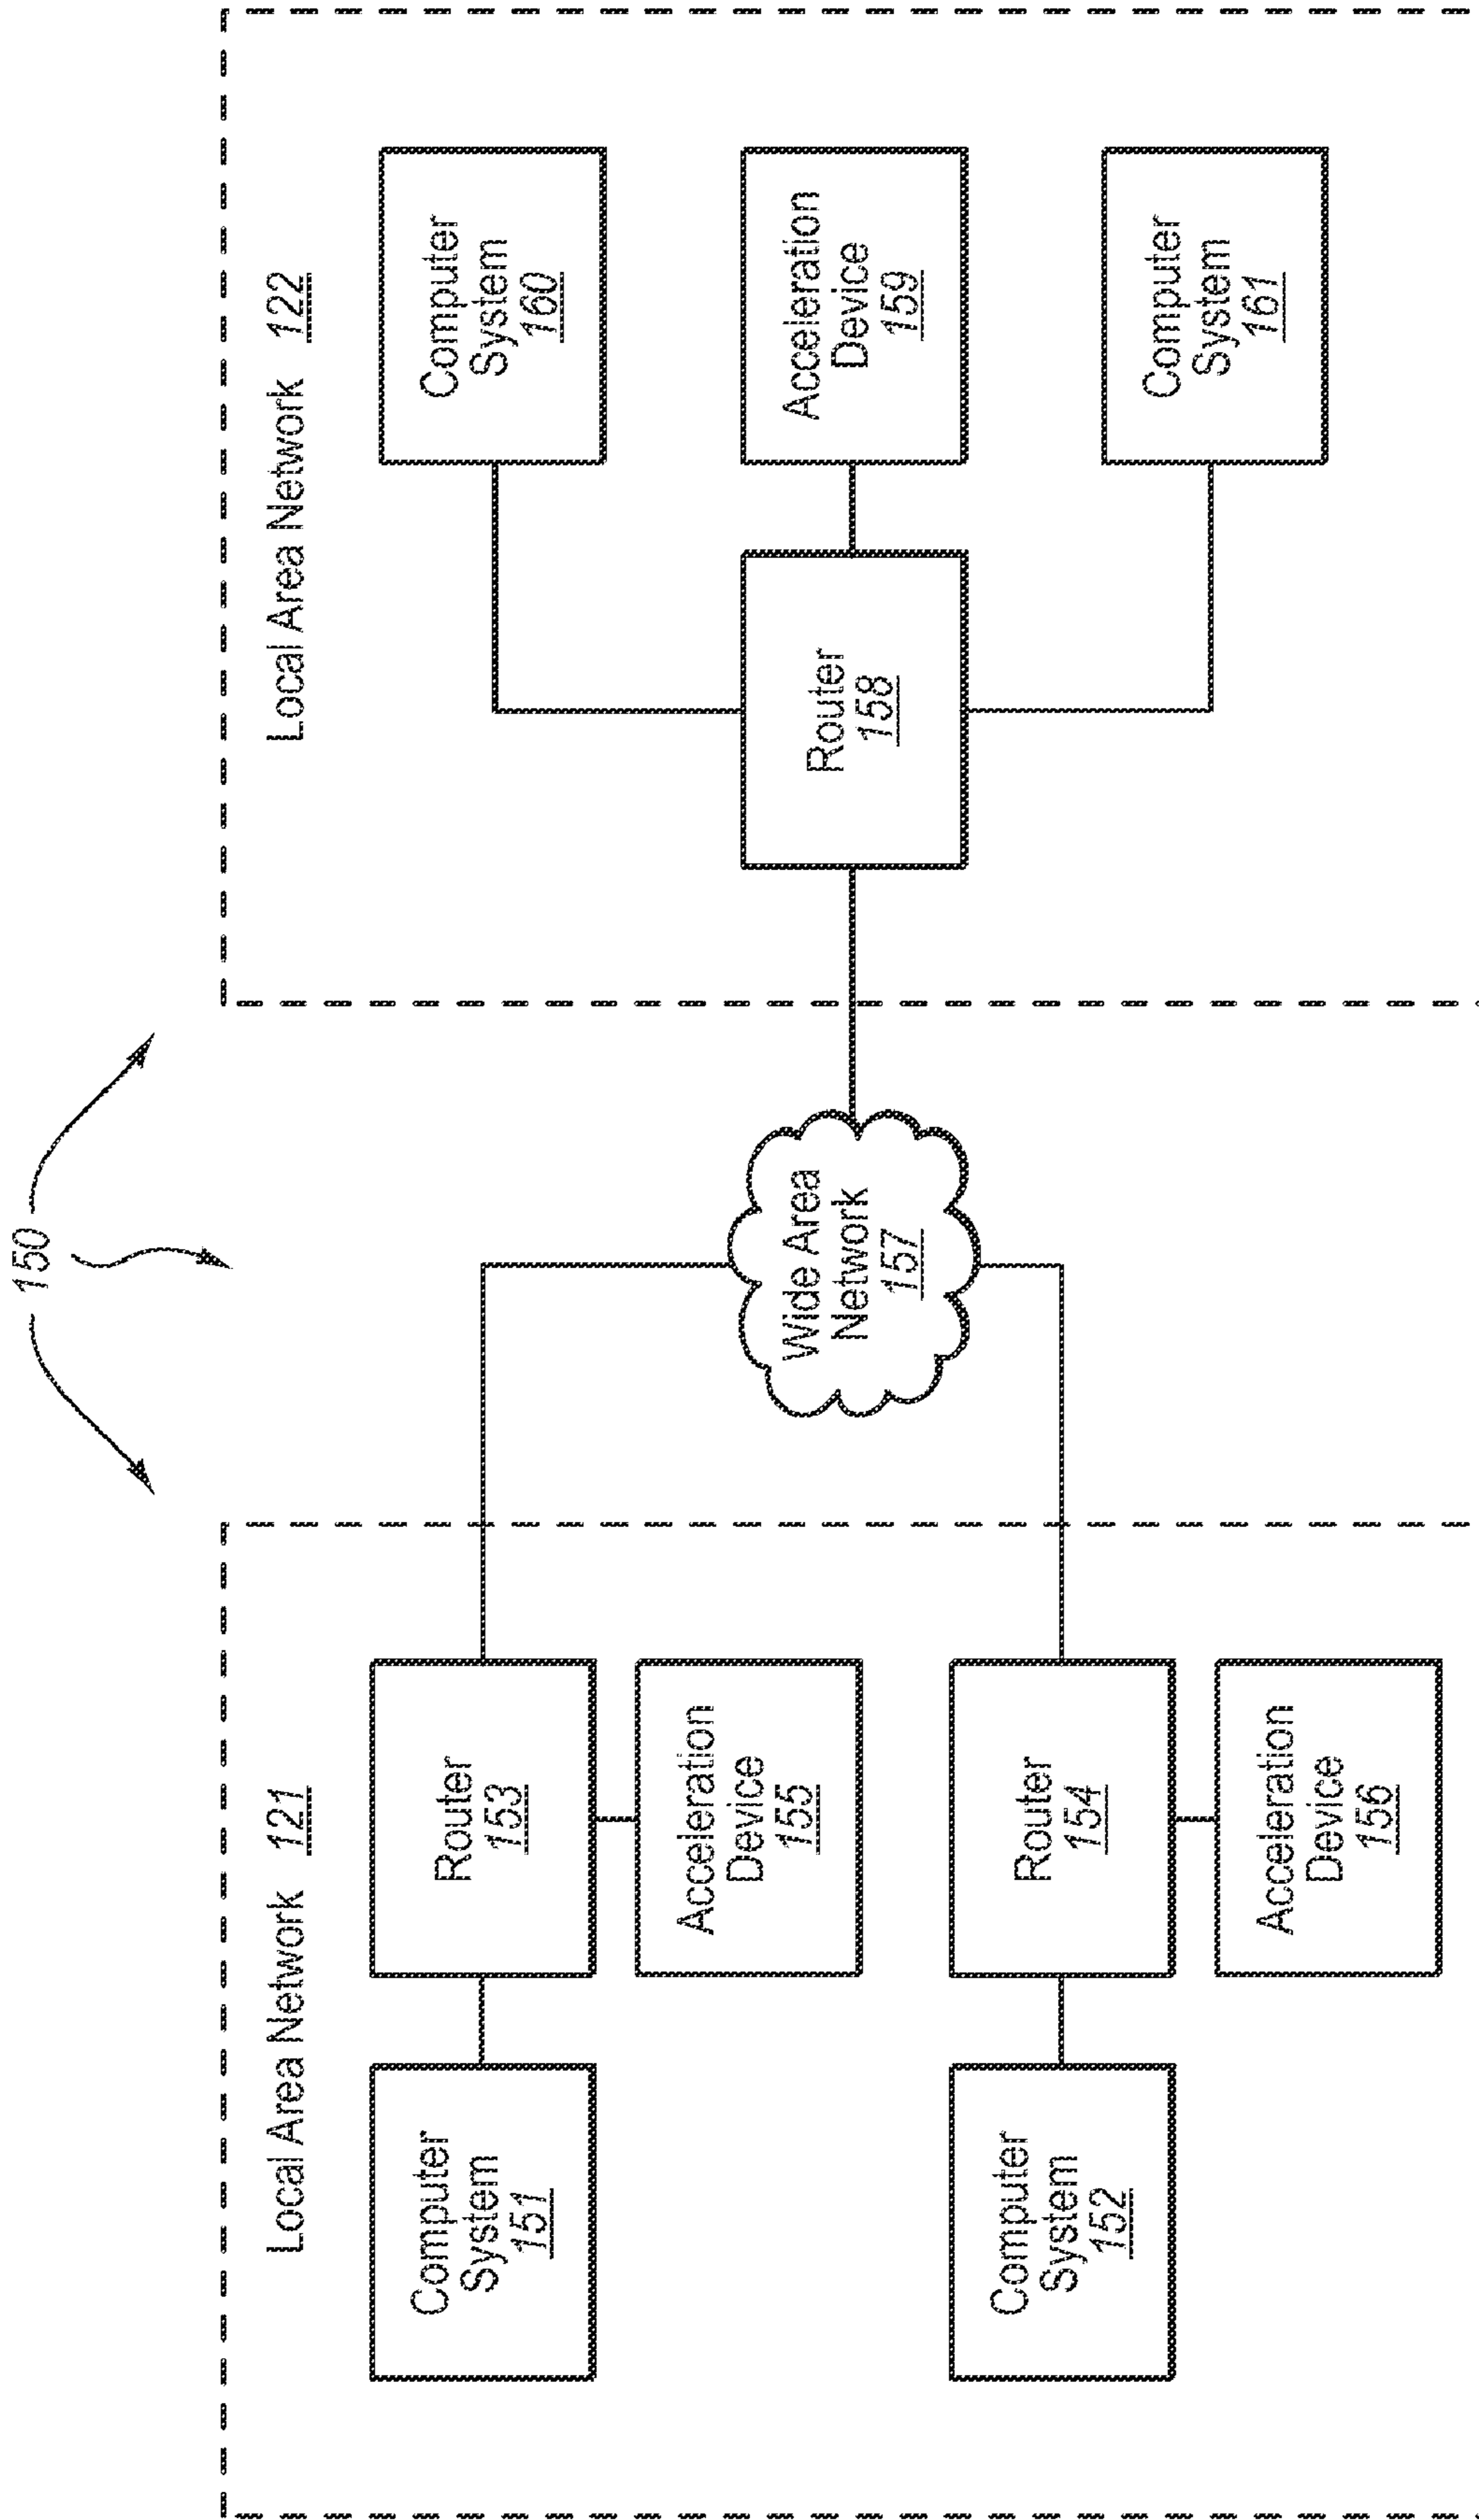 150
Local Area Network 121
Local Area Network 122
Computer
System
151
Router
153
Acceleration
Device
155
Computer
System
152
Router
154
Acceleration
Device
156
Wide Area
Network
157
Router
158
Computer
System
160
Acceleration
Device
159
Computer
System
161